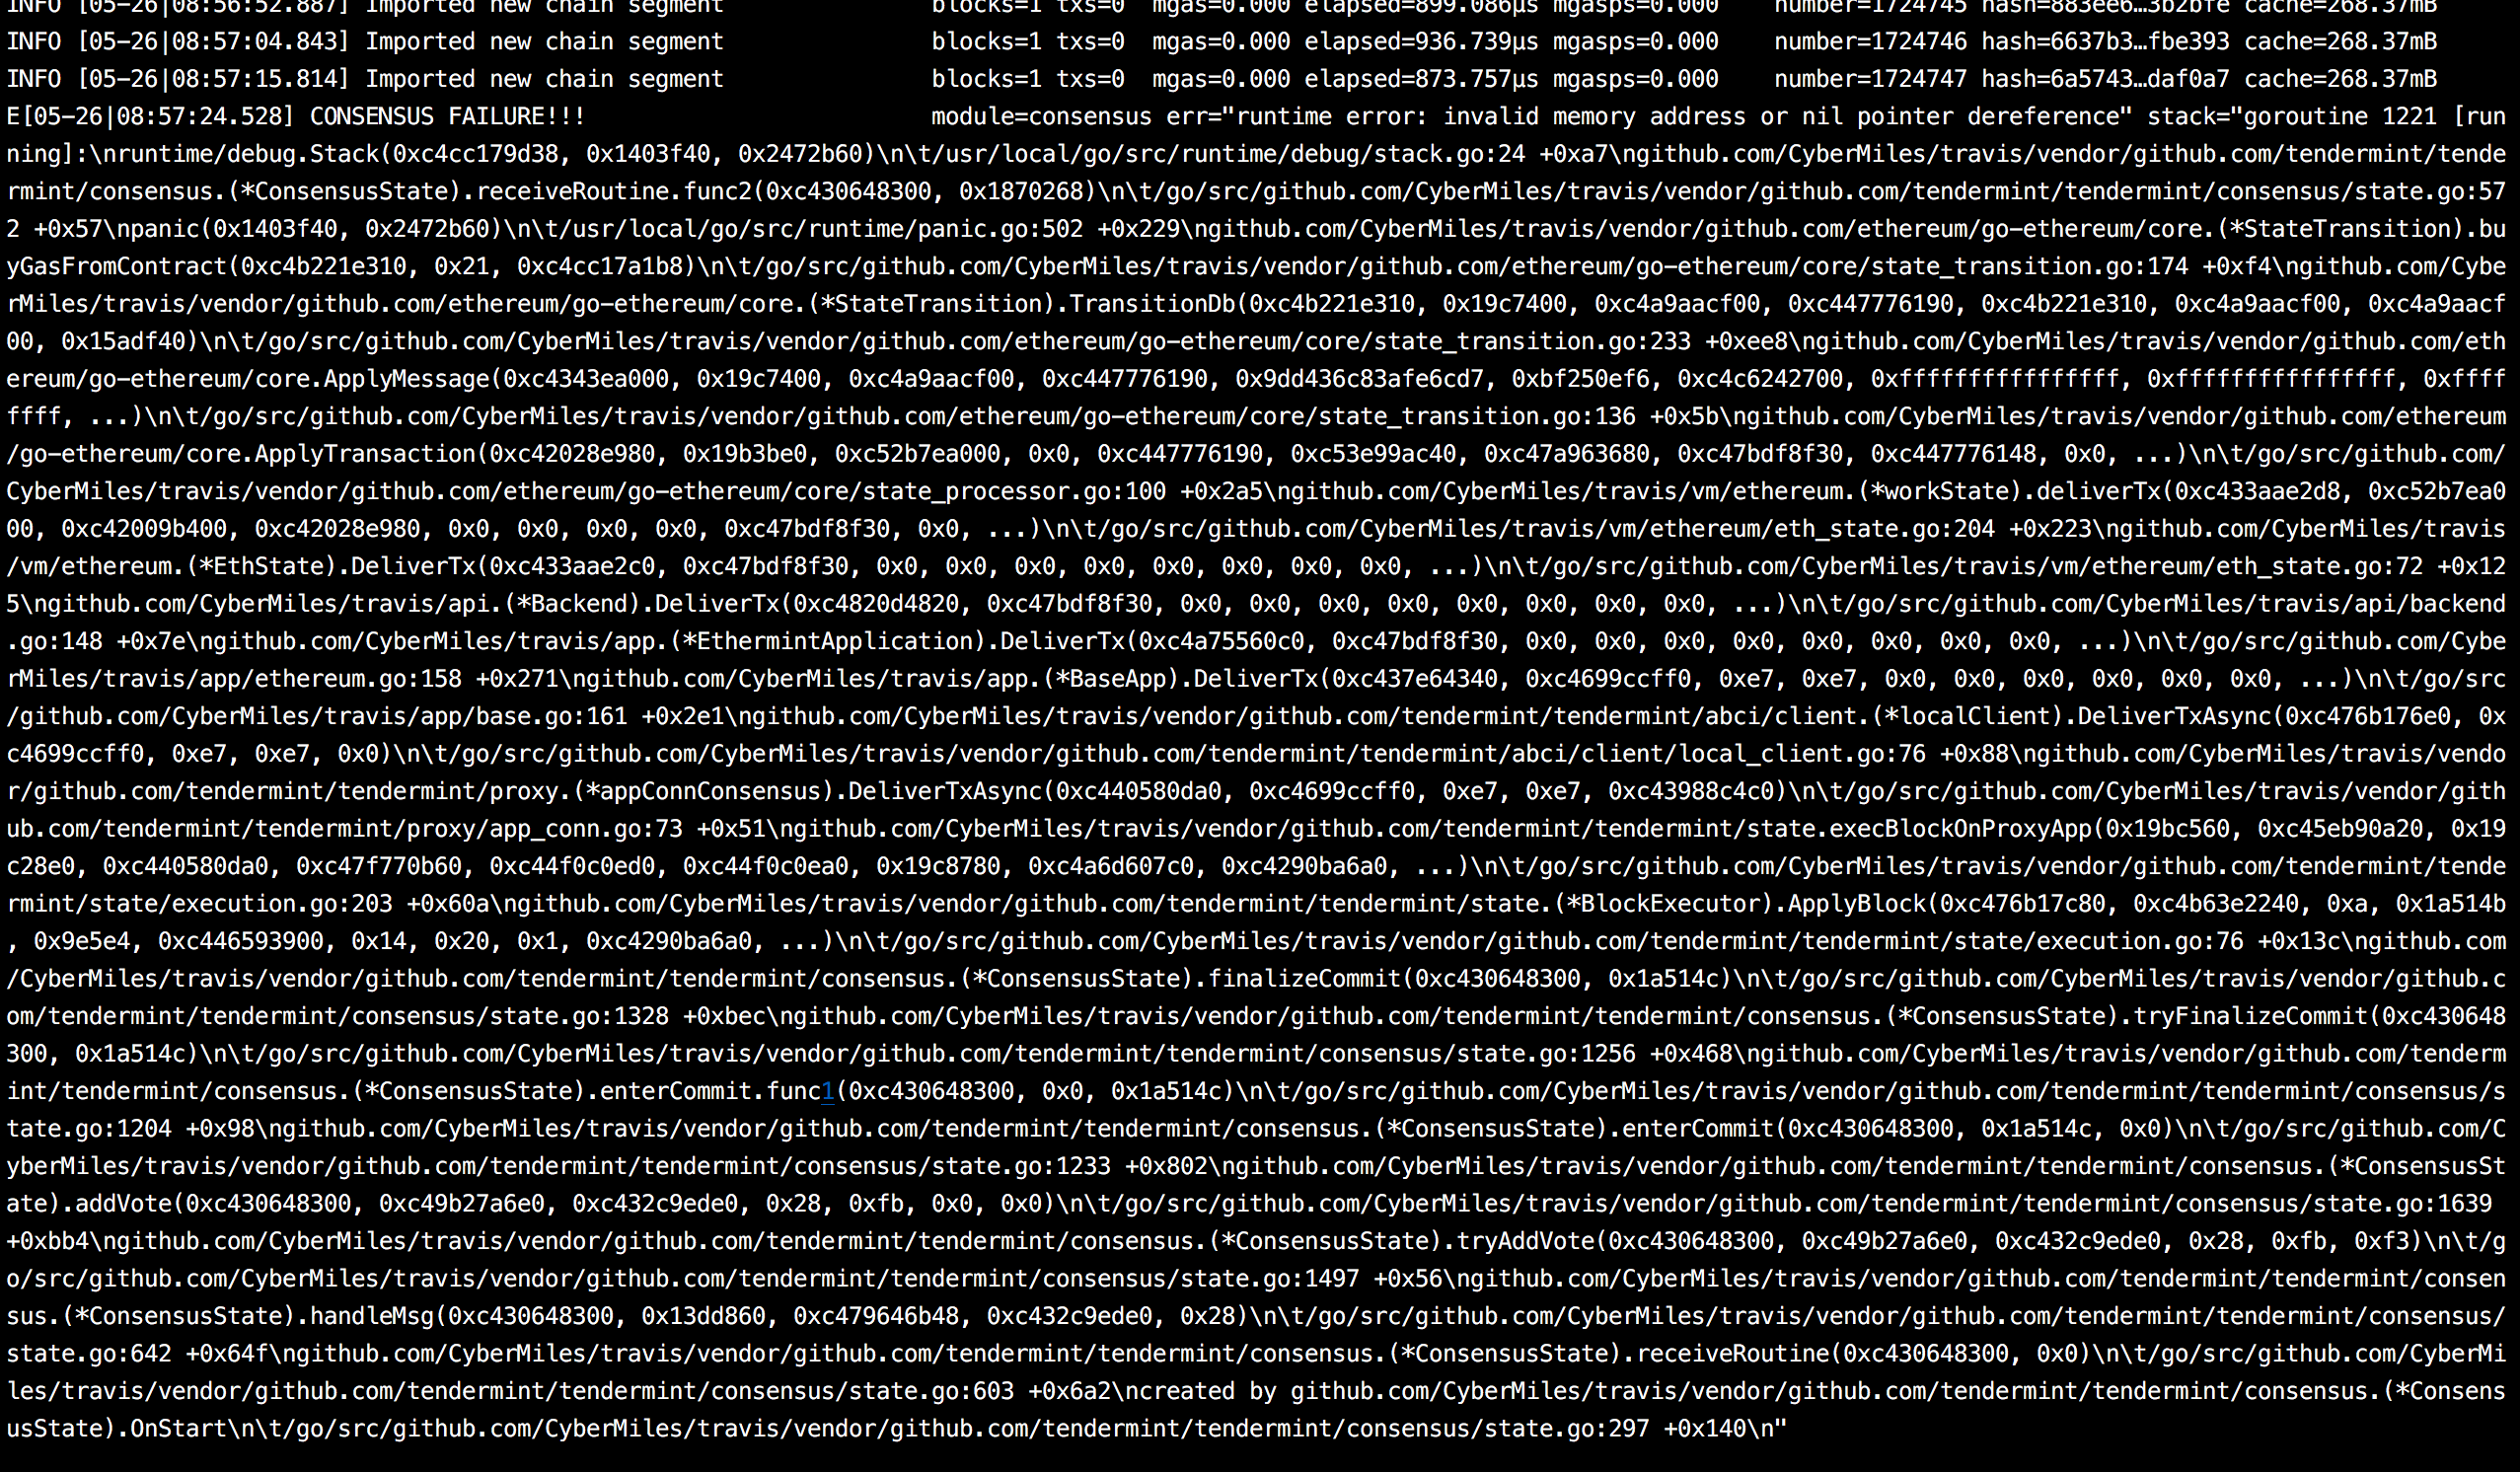 INFO [05-26|08:56:52.887] Imported new chain segment blocks=1 txs=0 mgas=0.000 elapsed=899.086µs mgasps=0.000 number=1724745 hash=883ee6…3b2bfe cache=268.37mB
INFO [05-26|08:57:04.843] Imported new chain segment blocks=1 txs=0 mgas=0.000 elapsed=936.739µs mgasps=0.000 number=1724746 hash=6637b3…fbe393 cache=268.37mB
INFO [05-26|08:57:15.814] Imported new chain segment blocks=1 txs=0 mgas=0.000 elapsed=873.757µs mgasps=0.000 number=1724747 hash=6a5743…daf0a7 cache=268.37mB
E[05-26|08:57:24.528] CONSENSUS FAILURE!!! module=consensus err="runtime error: invalid memory address or nil pointer dereference" stack="goroutine 1221 [run
ning]:\nruntime/debug.Stack(0xc4cc179d38, 0x1403f40, 0x2472b60)\n\t/usr/local/go/src/runtime/debug/stack.go:24 +0xa7\ngithub.com/CyberMiles/travis/vendor/github.com/tendermint/tende
rmint/consensus.(*ConsensusState).receiveRoutine.func2(0xc430648300, 0x1870268)\n\t/go/src/github.com/CyberMiles/travis/vendor/github.com/tendermint/tendermint/consensus/state.go:57
2 +0x57\npanic(0x1403f40, 0x2472b60)\n\t/usr/local/go/src/runtime/panic.go:502 +0x229\ngithub.com/CyberMiles/travis/vendor/github.com/ethereum/go-ethereum/core.(*StateTransition).bu
yGasFromContract(0xc4b221e310, 0x21, 0xc4cc17a1b8)\n\t/go/src/github.com/CyberMiles/travis/vendor/github.com/ethereum/go-ethereum/core/state_transition.go:174 +0xf4\ngithub.com/Cybe
rMiles/travis/vendor/github.com/ethereum/go-ethereum/core.(*StateTransition).TransitionDb(0xc4b221e310, 0x19c7400, 0xc4a9aacf00, 0xc447776190, 0xc4b221e310, 0xc4a9aacf00, 0xc4a9aacf
00, 0x15adf40)\n\t/go/src/github.com/CyberMiles/travis/vendor/github.com/ethereum/go-ethereum/core/state_transition.go:233 +0xee8\ngithub.com/CyberMiles/travis/vendor/github.com/eth
ereum/go-ethereum/core.ApplyMessage(0xc4343ea000, 0x19c7400, 0xc4a9aacf00, 0xc447776190, 0x9dd436c83afe6cd7, 0xbf250ef6, 0xc4c6242700, 0xffffffffffffffff, 0xffffffffffffffff, 0xffff
ffff, ...)\n\t/go/src/github.com/CyberMiles/travis/vendor/github.com/ethereum/go-ethereum/core/state_transition.go:136 +0x5b\ngithub.com/CyberMiles/travis/vendor/github.com/ethereum
/go-ethereum/core.ApplyTransaction(0xc42028e980, 0x19b3be0, 0xc52b7ea000, 0x0, 0xc447776190, 0xc53e99ac40, 0xc47a963680, 0xc47bdf8f30, 0xc447776148, 0x0, ...)\n\t/go/src/github.com/
CyberMiles/travis/vendor/github.com/ethereum/go-ethereum/core/state_processor.go:100 +0x2a5\ngithub.com/CyberMiles/travis/vm/ethereum.(*workState).deliverTx(0xc433aae2d8, 0xc52b7ea0
00, 0xc42009b400, 0xc42028e980, 0x0, 0x0, 0x0, 0x0, 0xc47bdf8f30, 0x0, ...)\n\t/go/src/github.com/CyberMiles/travis/vm/ethereum/eth_state.go:204 +0x223\ngithub.com/CyberMiles/travis
/vm/ethereum.(*EthState).DeliverTx(0xc433aae2c0, 0xc47bdf8f30, 0x0, 0x0, 0x0, 0x0, 0x0, 0x0, 0x0, 0x0, ...)\n\t/go/src/github.com/CyberMiles/travis/vm/ethereum/eth_state.go:72 +0x12
5\ngithub.com/CyberMiles/travis/api.(*Backend).DeliverTx(0xc4820d4820, 0xc47bdf8f30, 0x0, 0x0, 0x0, 0x0, 0x0, 0x0, 0x0, 0x0, ...)\n\t/go/src/github.com/CyberMiles/travis/api/backend
.go:148 +0x7e\ngithub.com/CyberMiles/travis/app.(*EthermintApplication).DeliverTx(0xc4a75560c0, 0xc47bdf8f30, 0x0, 0x0, 0x0, 0x0, 0x0, 0x0, 0x0, 0x0, ...)\n\t/go/src/github.com/Cybe
rMiles/travis/app/ethereum.go:158 +0x271\ngithub.com/CyberMiles/travis/app.(*BaseApp).DeliverTx(0xc437e64340, 0xc4699ccff0, 0xe7, 0xe7, 0x0, 0x0, 0x0, 0x0, 0x0, 0x0, ...)\n\t/go/src
/github.com/CyberMiles/travis/app/base.go:161 +0x2e1\ngithub.com/CyberMiles/travis/vendor/github.com/tendermint/tendermint/abci/client.(*localClient).DeliverTxAsync(0xc476b176e0, 0x
c4699ccff0, 0xe7, 0xe7, 0x0)\n\t/go/src/github.com/CyberMiles/travis/vendor/github.com/tendermint/tendermint/abci/client/local_client.go:76 +0x88\ngithub.com/CyberMiles/travis/vendo
r/github.com/tendermint/tendermint/proxy.(*appConnConsensus).DeliverTxAsync(0xc440580da0, 0xc4699ccff0, 0xe7, 0xe7, 0xc43988c4c0)\n\t/go/src/github.com/CyberMiles/travis/vendor/gith
ub.com/tendermint/tendermint/proxy/app_conn.go:73 +0x51\ngithub.com/CyberMiles/travis/vendor/github.com/tendermint/tendermint/state.execBlockOnProxyApp(0x19bc560, 0xc45eb90a20, 0x19
c28e0, 0xc440580da0, 0xc47f770b60, 0xc44f0c0ed0, 0xc44f0c0ea0, 0x19c8780, 0xc4a6d607c0, 0xc4290ba6a0, ...)\n\t/go/src/github.com/CyberMiles/travis/vendor/github.com/tendermint/tende
rmint/state/execution.go:203 +0x60a\ngithub.com/CyberMiles/travis/vendor/github.com/tendermint/tendermint/state.(*BlockExecutor).ApplyBlock(0xc476b17c80, 0xc4b63e2240, 0xa, 0x1a514b
, 0x9e5e4, 0xc446593900, 0x14, 0x20, 0x1, 0xc4290ba6a0, ...)\n\t/go/src/github.com/CyberMiles/travis/vendor/github.com/tendermint/tendermint/state/execution.go:76 +0x13c\ngithub.com
/CyberMiles/travis/vendor/github.com/tendermint/tendermint/consensus.(*ConsensusState).finalizeCommit(0xc430648300, 0x1a514c)\n\t/go/src/github.com/CyberMiles/travis/vendor/github.c
om/tendermint/tendermint/consensus/state.go:1328 +0xbec\ngithub.com/CyberMiles/travis/vendor/github.com/tendermint/tendermint/consensus.(*ConsensusState).tryFinalizeCommit(0xc430648
300, 0x1a514c)\n\t/go/src/github.com/CyberMiles/travis/vendor/github.com/tendermint/tendermint/consensus/state.go:1256 +0x468\ngithub.com/CyberMiles/travis/vendor/github.com/tenderm
int/tendermint/consensus.(*ConsensusState).enterCommit.func1(0xc430648300, 0x0, 0x1a514c)\n\t/go/src/github.com/CyberMiles/travis/vendor/github.com/tendermint/tendermint/consensus/s
tate.go:1204 +0x98\ngithub.com/CyberMiles/travis/vendor/github.com/tendermint/tendermint/consensus.(*ConsensusState).enterCommit(0xc430648300, 0x1a514c, 0x0)\n\t/go/src/github.com/C
yberMiles/travis/vendor/github.com/tendermint/tendermint/consensus/state.go:1233 +0x802\ngithub.com/CyberMiles/travis/vendor/github.com/tendermint/tendermint/consensus.(*ConsensusSt
ate).addVote(0xc430648300, 0xc49b27a6e0, 0xc432c9ede0, 0x28, 0xfb, 0x0, 0x0)\n\t/go/src/github.com/CyberMiles/travis/vendor/github.com/tendermint/tendermint/consensus/state.go:1639
+0xbb4\ngithub.com/CyberMiles/travis/vendor/github.com/tendermint/tendermint/consensus.(*ConsensusState).tryAddVote(0xc430648300, 0xc49b27a6e0, 0xc432c9ede0, 0x28, 0xfb, 0xf3)\n\t/g
o/src/github.com/CyberMiles/travis/vendor/github.com/tendermint/tendermint/consensus/state.go:1497 +0x56\ngithub.com/CyberMiles/travis/vendor/github.com/tendermint/tendermint/consen
sus.(*ConsensusState).handleMsg(0xc430648300, 0x13dd860, 0xc479646b48, 0xc432c9ede0, 0x28)\n\t/go/src/github.com/CyberMiles/travis/vendor/github.com/tendermint/tendermint/consensus/
state.go:642 +0x64f\ngithub.com/CyberMiles/travis/vendor/github.com/tendermint/tendermint/consensus.(*ConsensusState).receiveRoutine(0xc430648300, 0x0)\n\t/go/src/github.com/CyberMi
les/travis/vendor/github.com/tendermint/tendermint/consensus/state.go:603 +0x6a2\ncreated by github.com/CyberMiles/travis/vendor/github.com/tendermint/tendermint/consensus.(*Consens
usState).OnStart\n\t/go/src/github.com/CyberMiles/travis/vendor/github.com/tendermint/tendermint/consensus/state.go:297 +0x140\n"